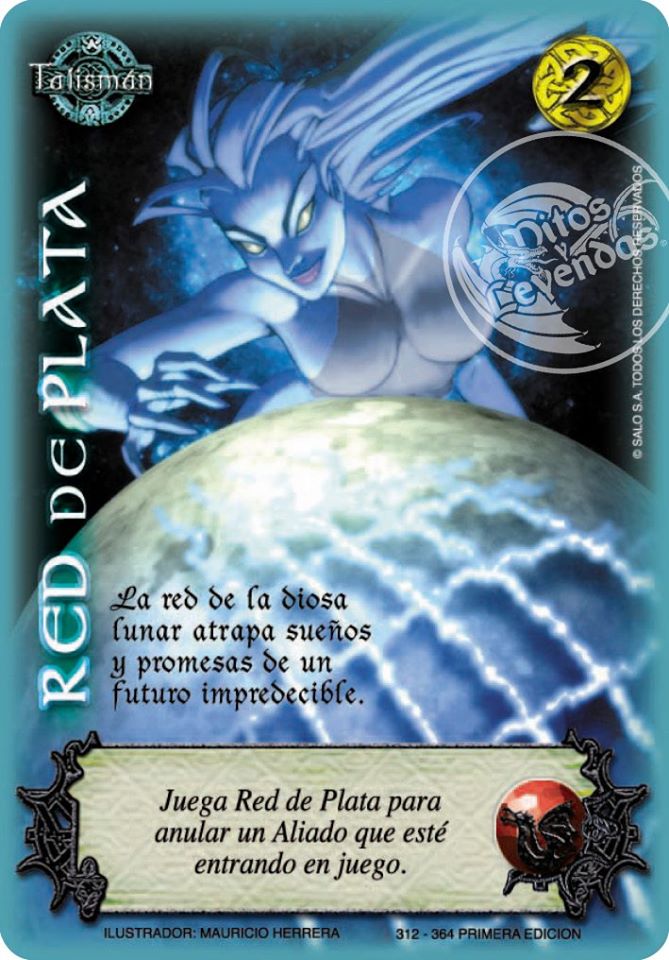 Talismán
2
RED DE PLATA
Mitos
y
Leyendas
© SALO S.A. TODOS LOS DERECHOS RESERVADOS
La red de la diosa
lunar atrapa sueños
y promesas de un
futuro impredecible.
Juega Red de Plata para
anular un Aliado que esté
entrando en juego.
ILUSTRADOR: MAURICIO HERRERA
312 - 364 PRIMERA EDICION